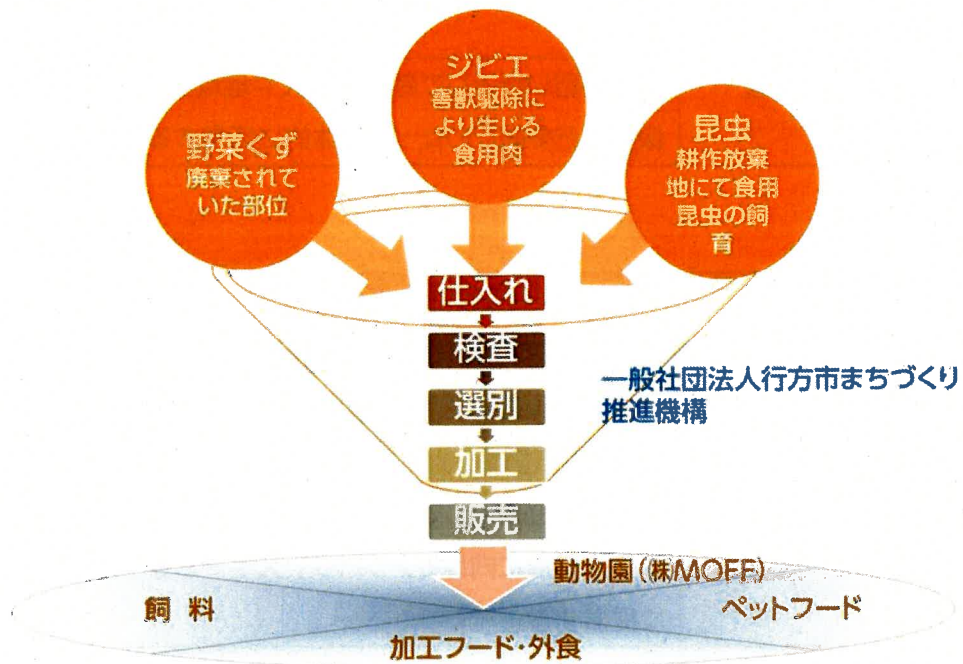 ジビエ
害獣駆除に
より生じる
食用肉
野菜くず
廃棄されて
いた部位
昆虫
耕作放棄
地にて食用
昆虫の飼
育
仕入れ
検査
選別
加工
販売
一般社団法人行方市まちづくり
推進機構
動物園(㈱MOFF)
飼 料
ペットフード
加工フード・外食